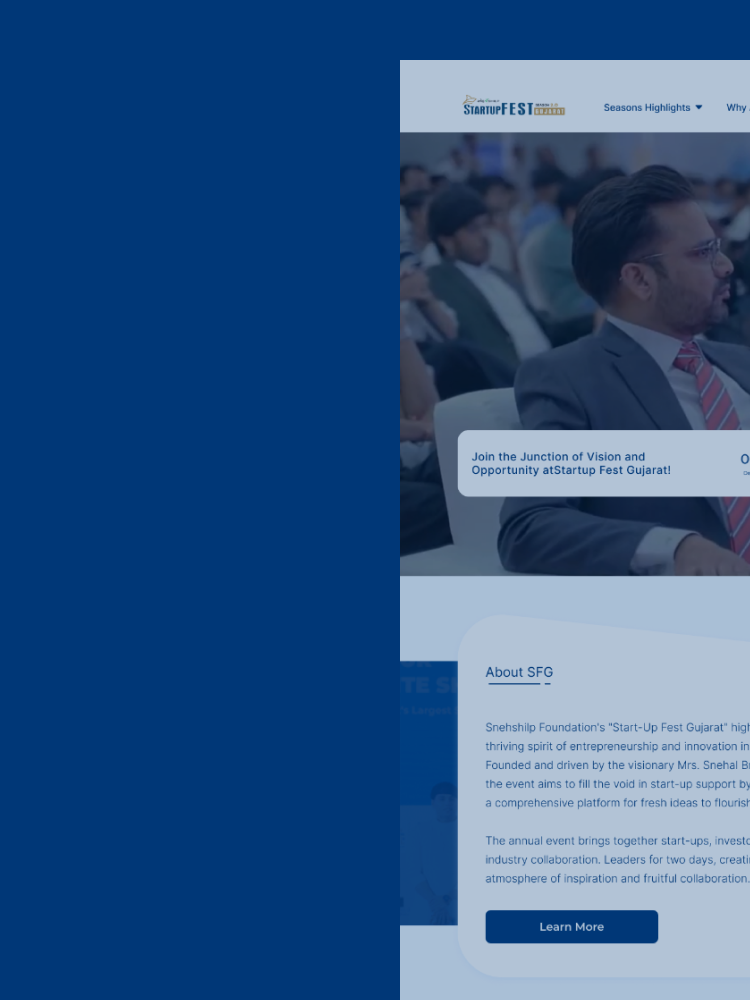 STARTUP FEST
GUJARAT
Seasons Highlights
Why
Join the Junction of Vision and
Opportunity atStartup Fest Gujarat!
TE S
About SFG
Snehshilp Foundation's "Start-Up Fest Gujarat" high
thriving spirit of entrepreneurship and innovation in
Founded and driven by the visionary Mrs. Snehal B
the event aims to fill the void in start-up support by
a comprehensive platform for fresh ideas to flourish
The annual event brings together start-ups, investo
industry collaboration. Leaders for two days, creatin
atmosphere of inspiration and fruitful collaboration.
Learn More